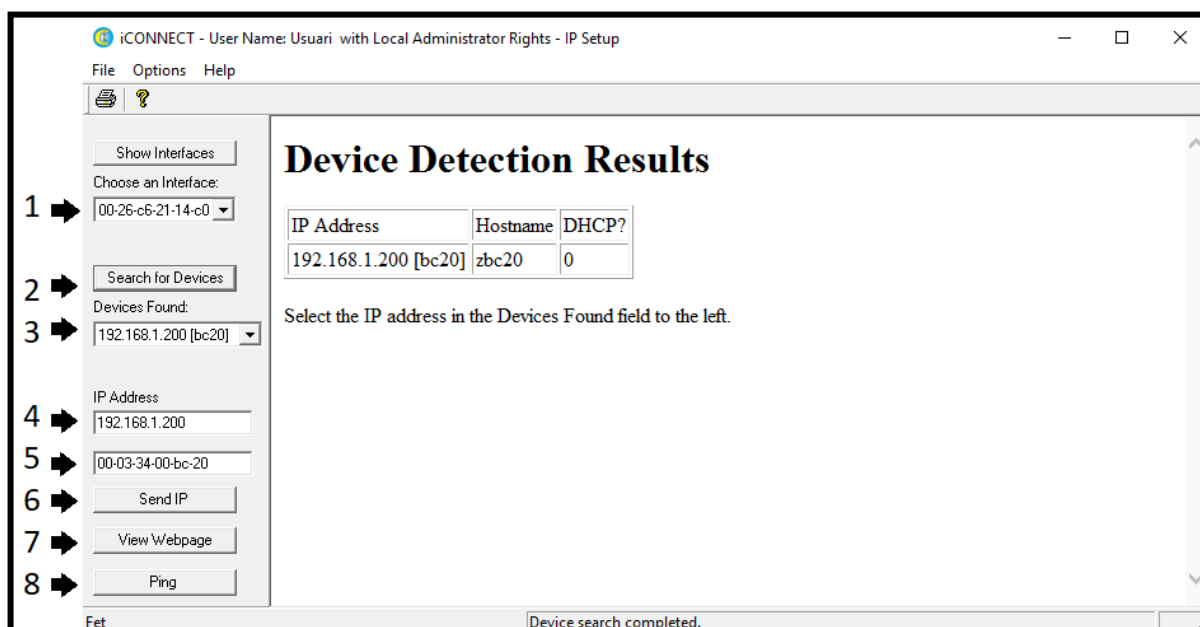 iCONNECT - User Name: Usuari with Local Administrator Rights - IP Setup
File Options Help
Show Interfaces
Choose an Interface:
1 00-26-c6-21-14-c0
2 Search for Devices
Devices Found:
3 192.168.1.200 [bc20]
IP Address
4 192.168.1.200
5 00-03-34-00-bc-20
6 Send IP
7 View Webpage
8 Ping
Device Detection Results
IP Address Hostname DHCP?
192.168.1.200 [bc20] zbc20 0
Select the IP address in the Devices Found field to the left.
Fet Device search completed.